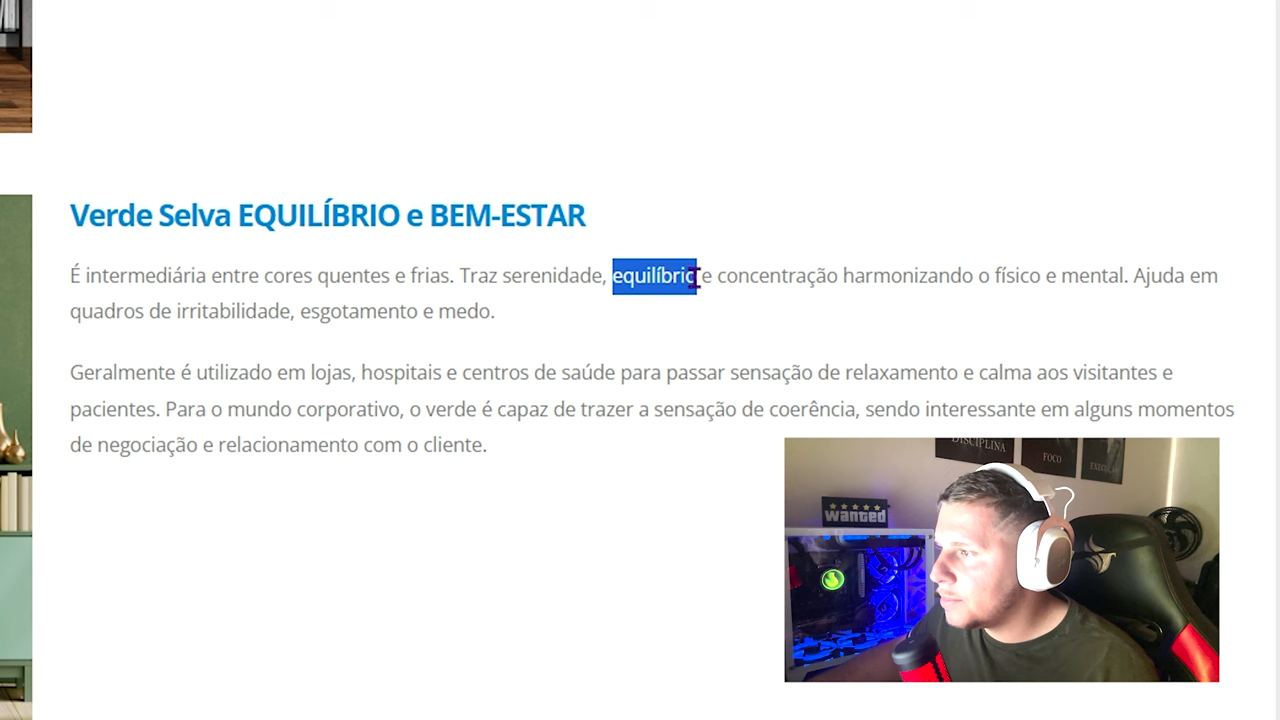 Verde Selva EQUILÍBRIO e BEM-ESTAR
É intermediária entre cores quentes e frias. Traz serenidade, equilíbrio e concentração harmonizando o físico e mental. Ajuda em
quadros de irritabilidade, esgotamento e medo.
Geralmente é utilizado em lojas, hospitais e centros de saúde para passar sensação de relaxamento e calma aos visitantes e
pacientes. Para o mundo corporativo, o verde é capaz de trazer a sensação de coerência, sendo interessante em alguns momentos
de negociação e relacionamento com o cliente.
DISCIPLINA
FOCO
wanted